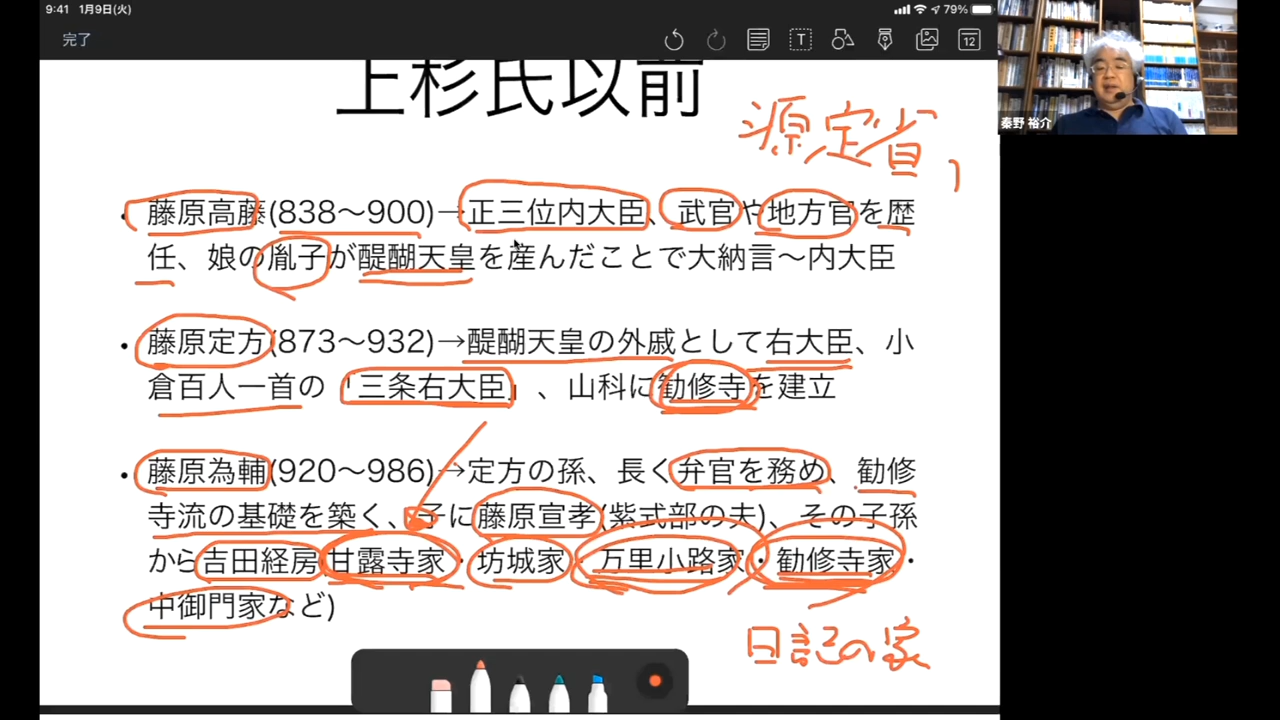 9:41 1月9日(火)
79%
完了
T
12
上杉氏以前
源定省
秦野 裕介
・藤原高藤(838〜900)→正三位内大臣、武官や地方官を歴
任、娘の胤子が醍醐天皇を産んだことで大納言〜内大臣
・藤原定方(873〜932)→醍醐天皇の外戚として右大臣、小
倉百人一首の「三条右大臣」、山科に勧修寺を建立
・藤原為輔(920〜986)→定方の孫、長く弁官を務め、勧修
寺流の基礎を築く、子に藤原宣孝(紫式部の夫)、その子孫
から吉田経房(甘露寺家・坊城家・万里小路家・勧修寺家・
中御門家など)
日記の家